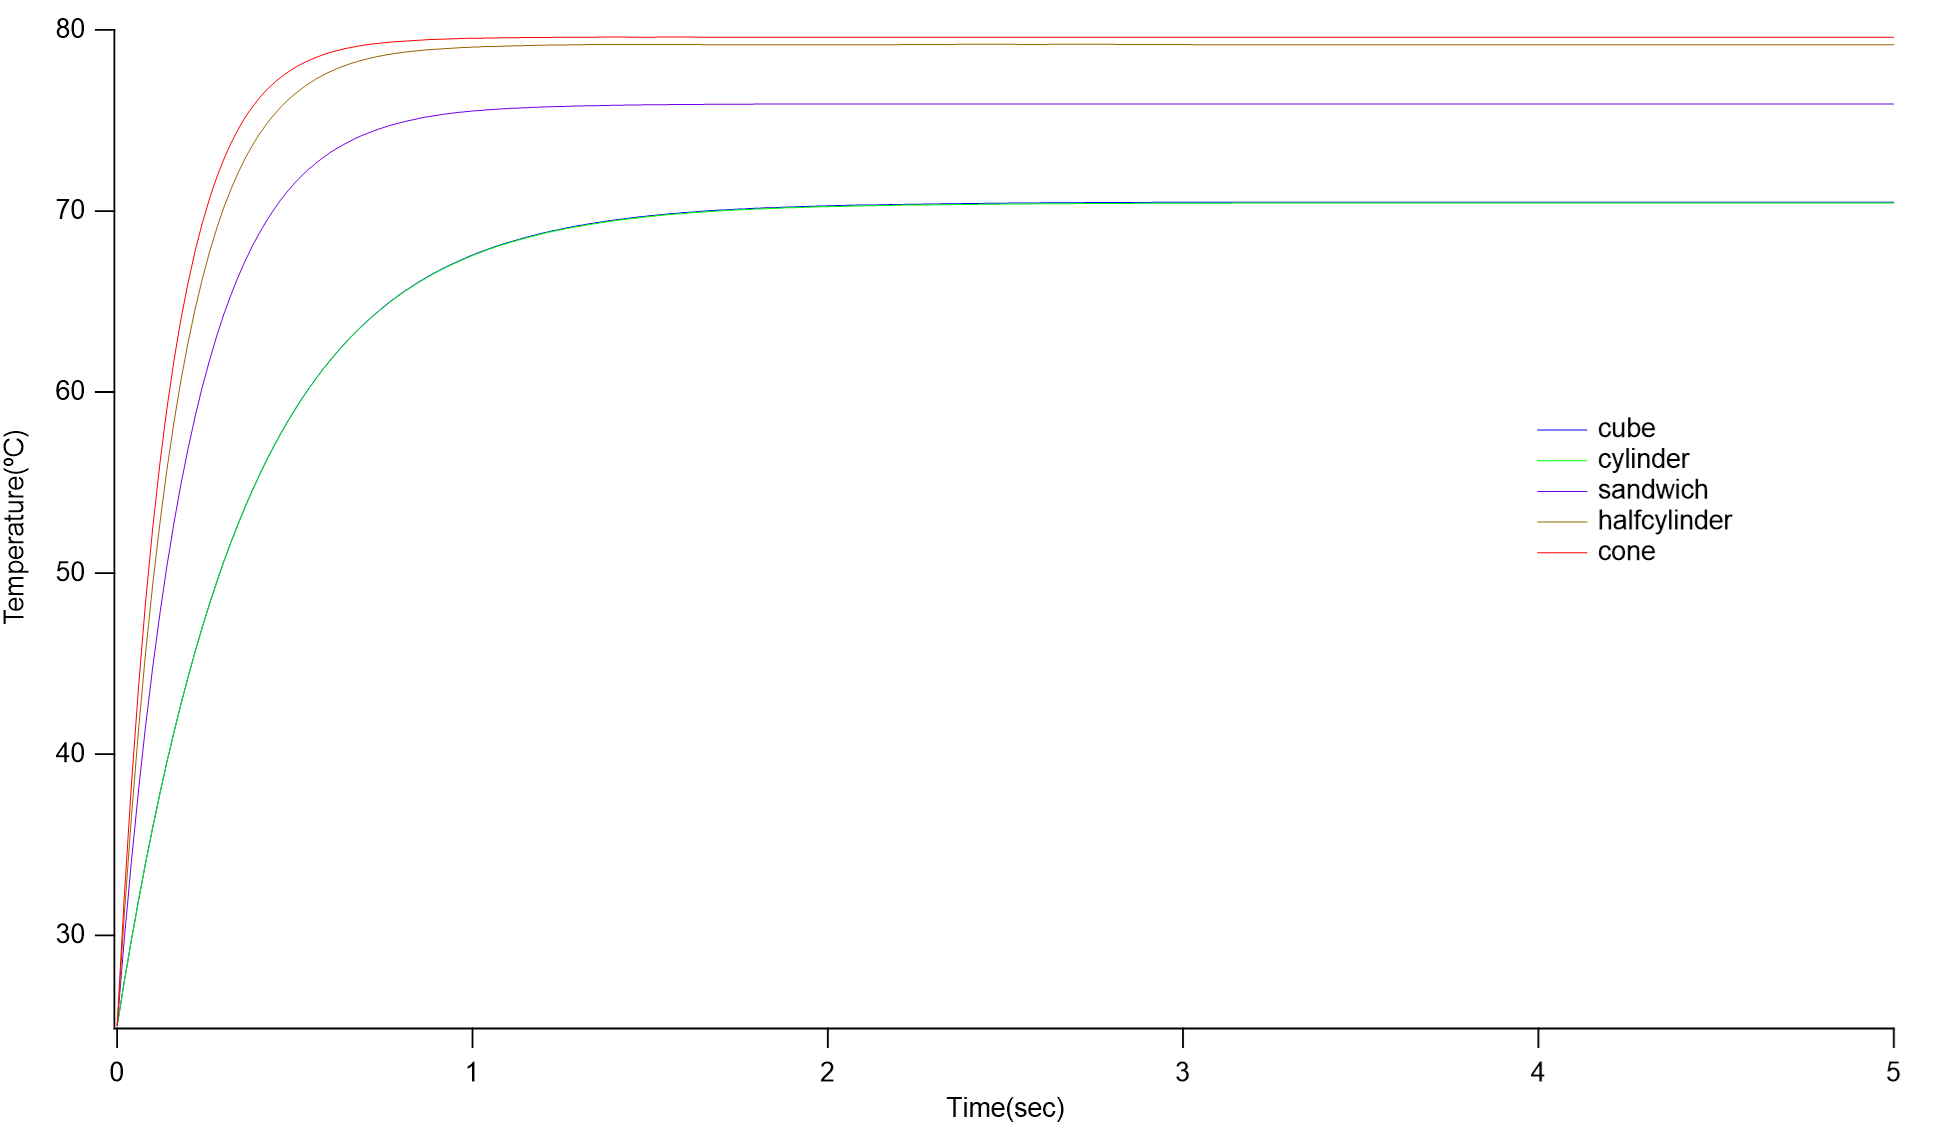 80
70
60
50
40
30
Temperature(ºC)
cube
cylinder
sandwich
halfcylinder
cone
0 1 2 3 4 5
Time(sec)